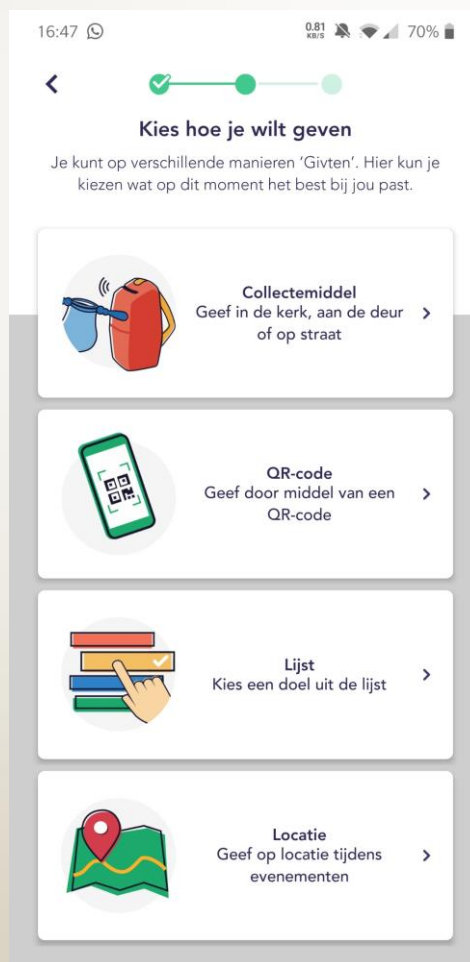 16:47 0.81 KB/S 70%
Kies hoe je wilt geven
Je kunt op verschillende manieren ‘Givten’. Hier kun je
kiezen wat op dit moment het best bij jou past.
Collectemiddel
Geef in de kerk, aan de deur
of op straat
QR-code
Geef door middel van een
QR-code
Lijst
Kies een doel uit de lijst
Locatie
Geef op locatie tijdens
evenementen